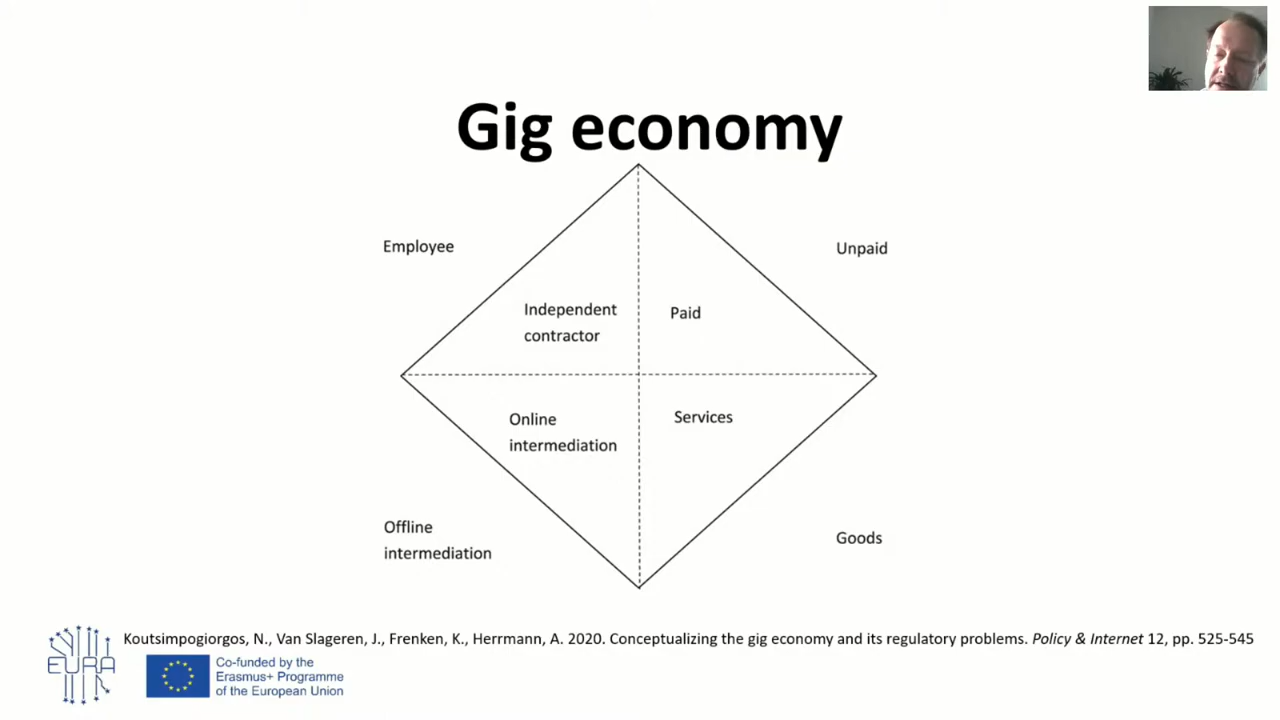 Gig economy
Employee
Unpaid
Independent
contractor
Paid
Online
intermediation
Services
Offline
intermediation
Goods
Koutsimpogiorgos, N., Van Slageren, J., Frenken, K., Herrmann, A. 2020. Conceptualizing the gig economy and its regulatory problems. Policy & Internet 12, pp. 525-545
EURA
Co-funded by the
Erasmus+ Programme
of the European Union